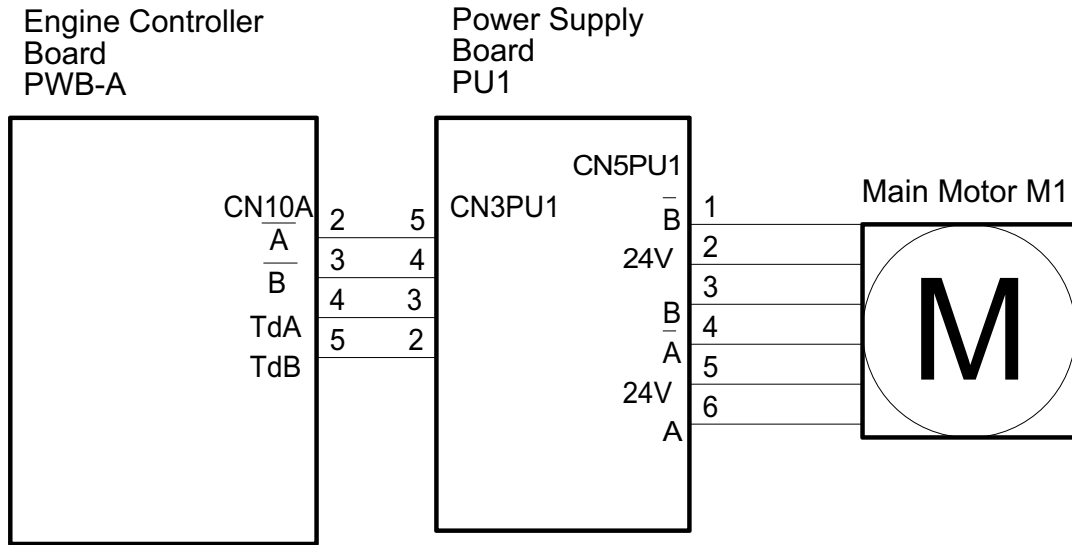 Engine Controller
Board
PWB-A
Power Supply
Board
PU1
CN10A
A̅
B̅
TdA
TdB
2 5
3 4
4 3
5 2
CN3PU1
CN5PU1
B̅
24V
B
A̅
24V
A
1
2
3
4
5
6
Main Motor M1
M